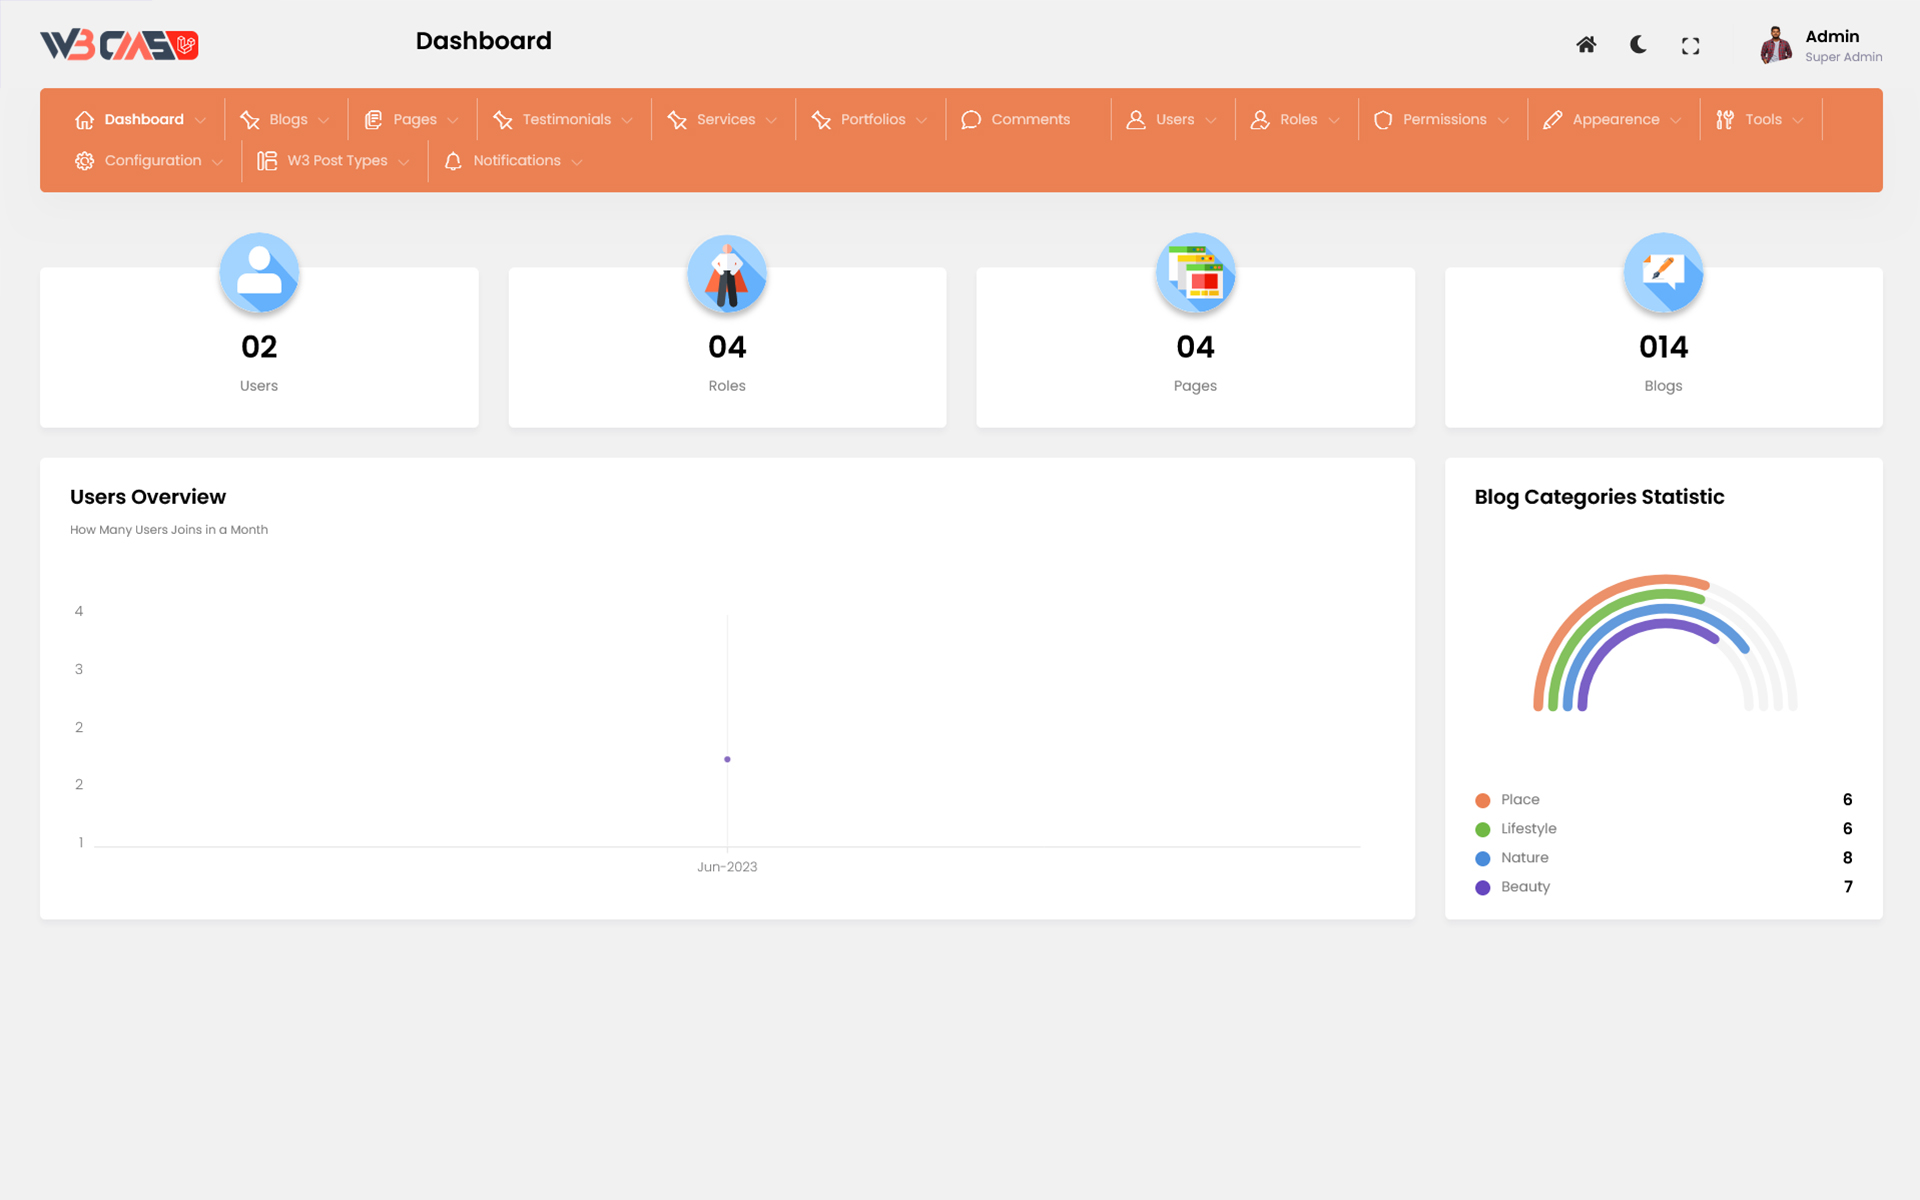 W3CMS
Dashboard
Admin
Super Admin
Dashboard
Blogs
Pages
Testimonials
Services
Portfolios
Comments
Users
Roles
Permissions
Appearence
Tools
Configuration
W3 Post Types
Notifications
02
Users
04
Roles
04
Pages
014
Blogs
Users Overview
How Many Users Joins in a Month
4
3
2
2
1
Jun-2023
Blog Categories Statistic
Place 6
Lifestyle 6
Nature 8
Beauty 7